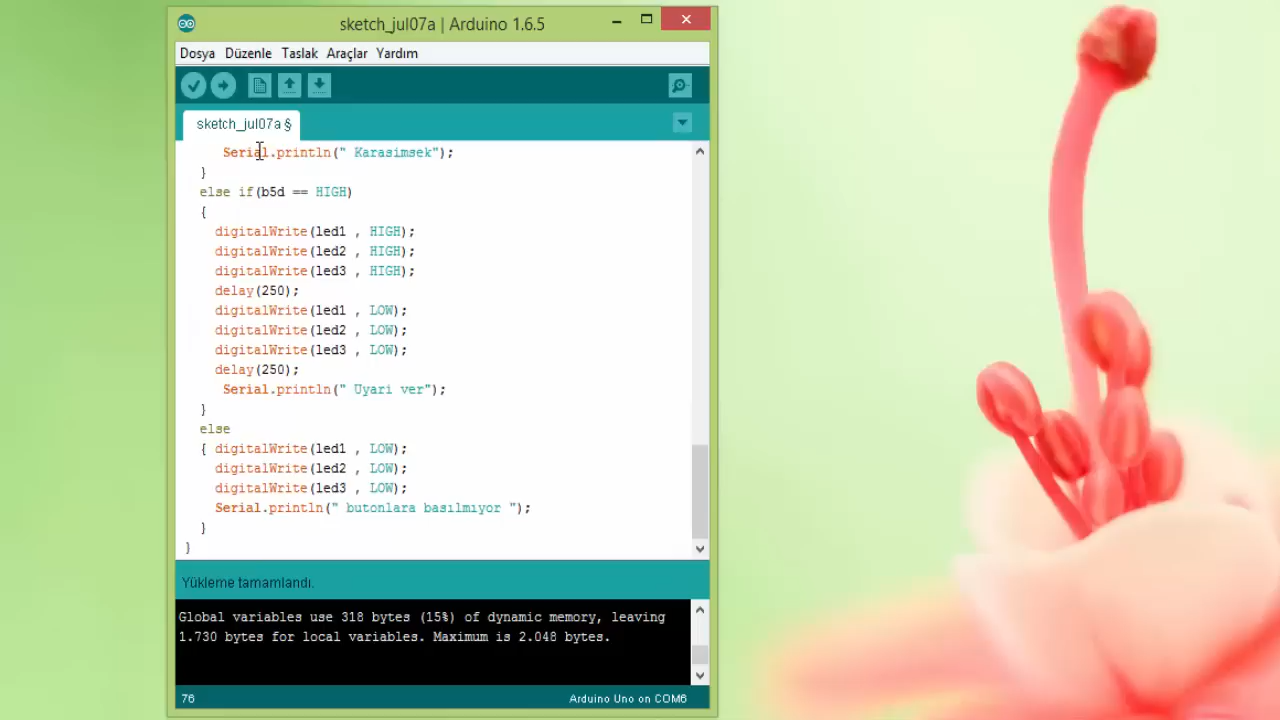 sketch_jul07a | Arduino 1.6.5
Dosya Düzenle Taslak Araçlar Yardım
sketch_jul07a §
Serial.println(" Karasimsek");
}
else if(b5d == HIGH)
{
digitalWrite(led1 , HIGH);
digitalWrite(led2 , HIGH);
digitalWrite(led3 , HIGH);
delay(250);
digitalWrite(led1 , LOW);
digitalWrite(led2 , LOW);
digitalWrite(led3 , LOW);
delay(250);
Serial.println(" Uyari ver");
}
else
{ digitalWrite(led1 , LOW);
digitalWrite(led2 , LOW);
digitalWrite(led3 , LOW);
Serial.println(" butonlara basılmıyor ");
}
}
Yükleme tamamlandı.
Global variables use 318 bytes (15%) of dynamic memory, leaving
1.730 bytes for local variables. Maximum is 2.048 bytes.
76 Arduino Uno on COM6